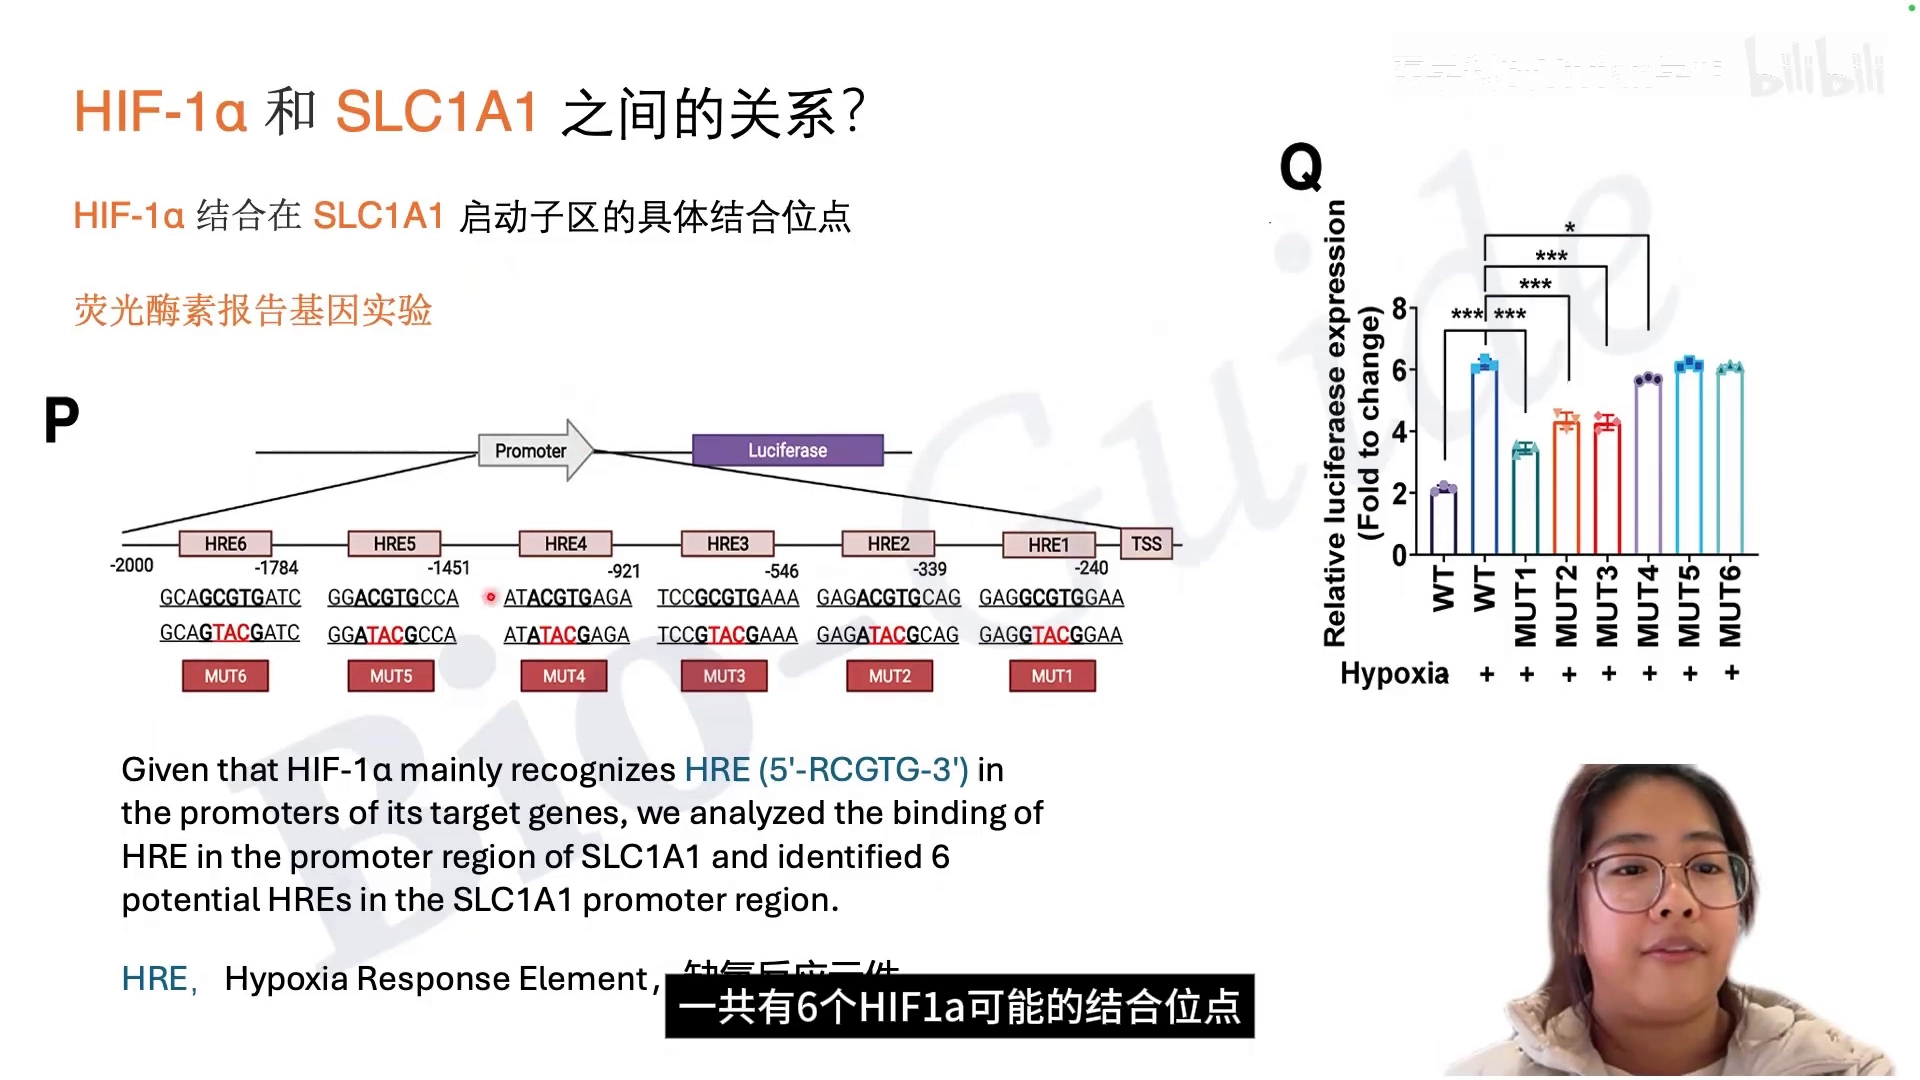 HIF-1α 和 SLC1A1 之间的关系？
HIF-1α 结合在 SLC1A1 启动子区的具体结合位点
荧光酶素报告基因实验
bilibili
P
Promoter
Luciferase
HRE6 HRE5 HRE4 HRE3 HRE2 HRE1 TSS
-2000 -1784 -1451 -921 -546 -339 -240
GCAGCGTGATC GGACGTGCCA ATACGTGAGA TCCGCGTGAAA GAGACGTGCAG GAGGCGTGGAA
GCAGTACGATC GGATACGCCA ATATACGAGA TCCGTACGAAA GAGATACGCAG GAGGTACGGAA
MUT6 MUT5 MUT4 MUT3 MUT2 MUT1
Q
Relative luciferaese expression
(Fold to change)
*
***
***
*** ***
8
6
4
2
0
WT WT MUT1 MUT2 MUT3 MUT4 MUT5 MUT6
Hypoxia - + + + + + + +
Given that HIF-1α mainly recognizes HRE (5'-RCGTG-3') in
the promoters of its target genes, we analyzed the binding of
HRE in the promoter region of SLC1A1 and identified 6
potential HREs in the SLC1A1 promoter region.
HRE， Hypoxia Response Element，
一共有6个HIF1a可能的结合位点
Bio-Guide